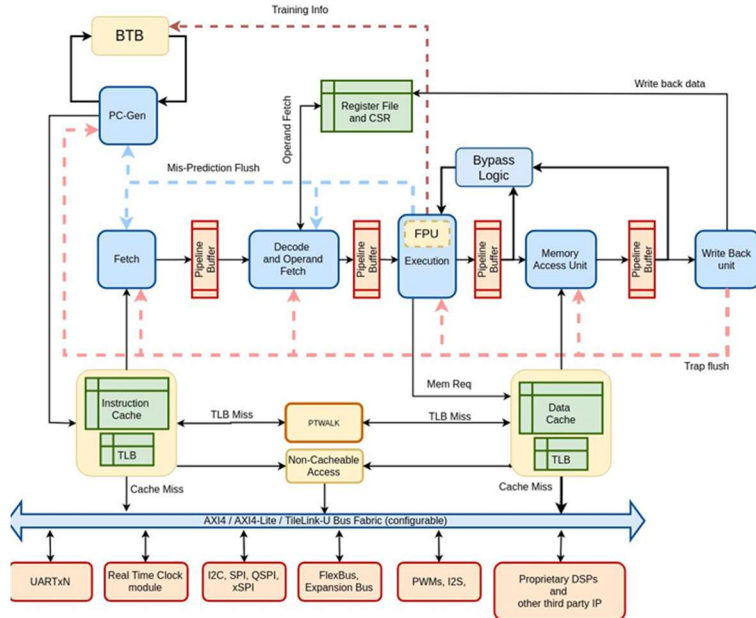 Training Info
BTB
PC-Gen
Operand Fetch
Register File
and CSR
Write back data
Mis-Prediction Flush
Bypass
Logic
Fetch
Pipeline
Buffer
Decode
and Operand
Fetch
Pipeline
Buffer
FPU
Execution
Pipeline
Buffer
Memory
Access Unit
Pipeline
Buffer
Write Back
unit
Trap flush
Mem Req
Instruction
Cache
TLB
TLB Miss
PTWALK
TLB Miss
Data
Cache
TLB
Non-Cacheable
Access
Cache Miss
Cache Miss
AXI4 / AXI4-Lite / TileLink-U Bus Fabric (configurable)
UARTxN
Real Time Clock
module
I2C, SPI, QSPI,
xSPI
FlexBus,
Expansion Bus
PWMs, I2S,
Proprietary DSPs
and
other third party IP